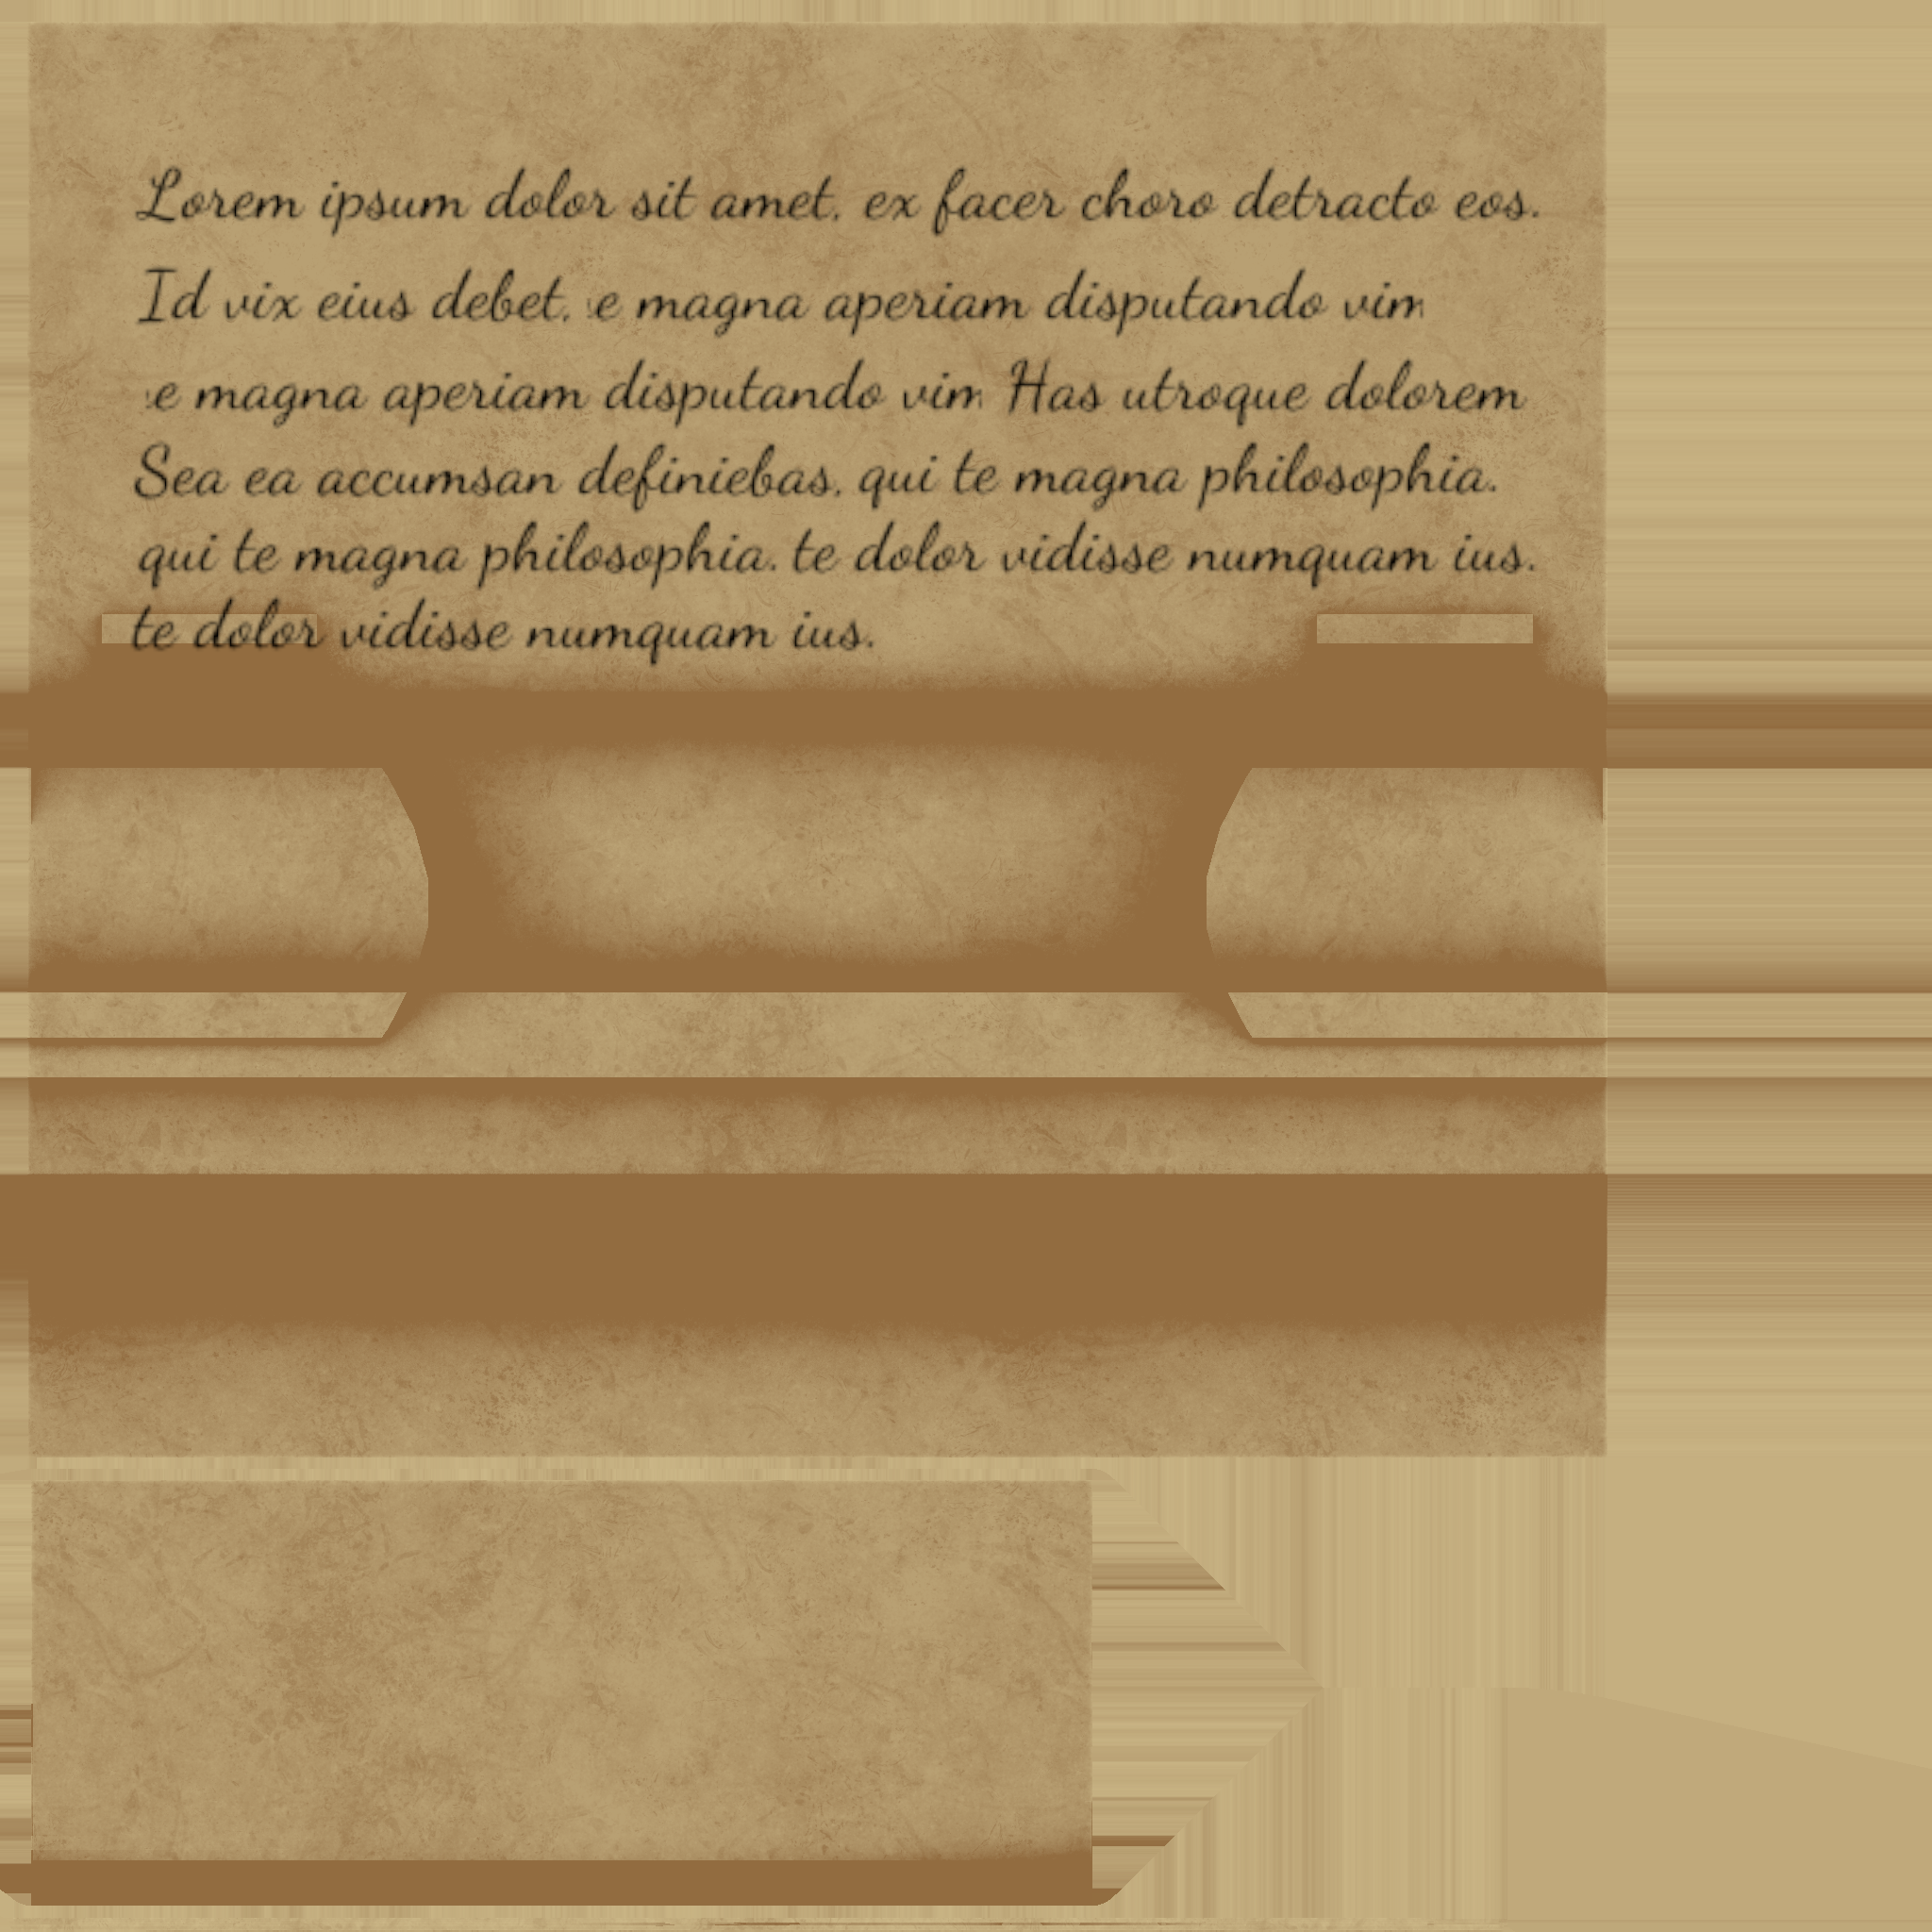 Lorem ipsum dolor sit amet, ex facer choro detracto eos.
Id vix eius debet, e magna aperiam disputando vim
e magna aperiam disputando vim Has utroque dolorem
Sea ea accumsan definiebas, qui te magna philosophia.
qui te magna philosophia. te dolor vidisse numquam ius.
te dolor vidisse numquam ius.